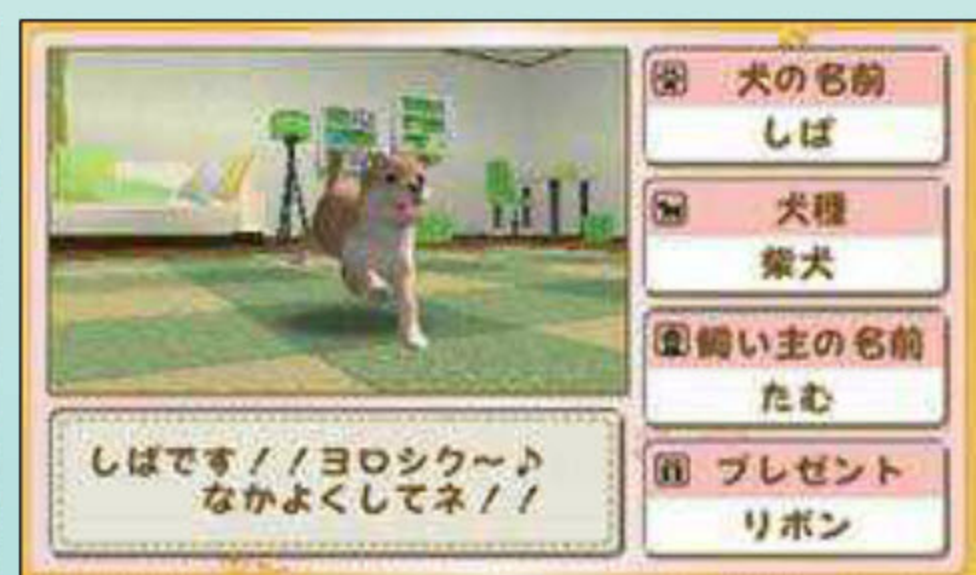 犬の名前
しば
犬種
柴犬
飼い主の名前
たむ
プレゼント
リボン
しばです！！ヨロシク～♪
なかよくしてネ！！